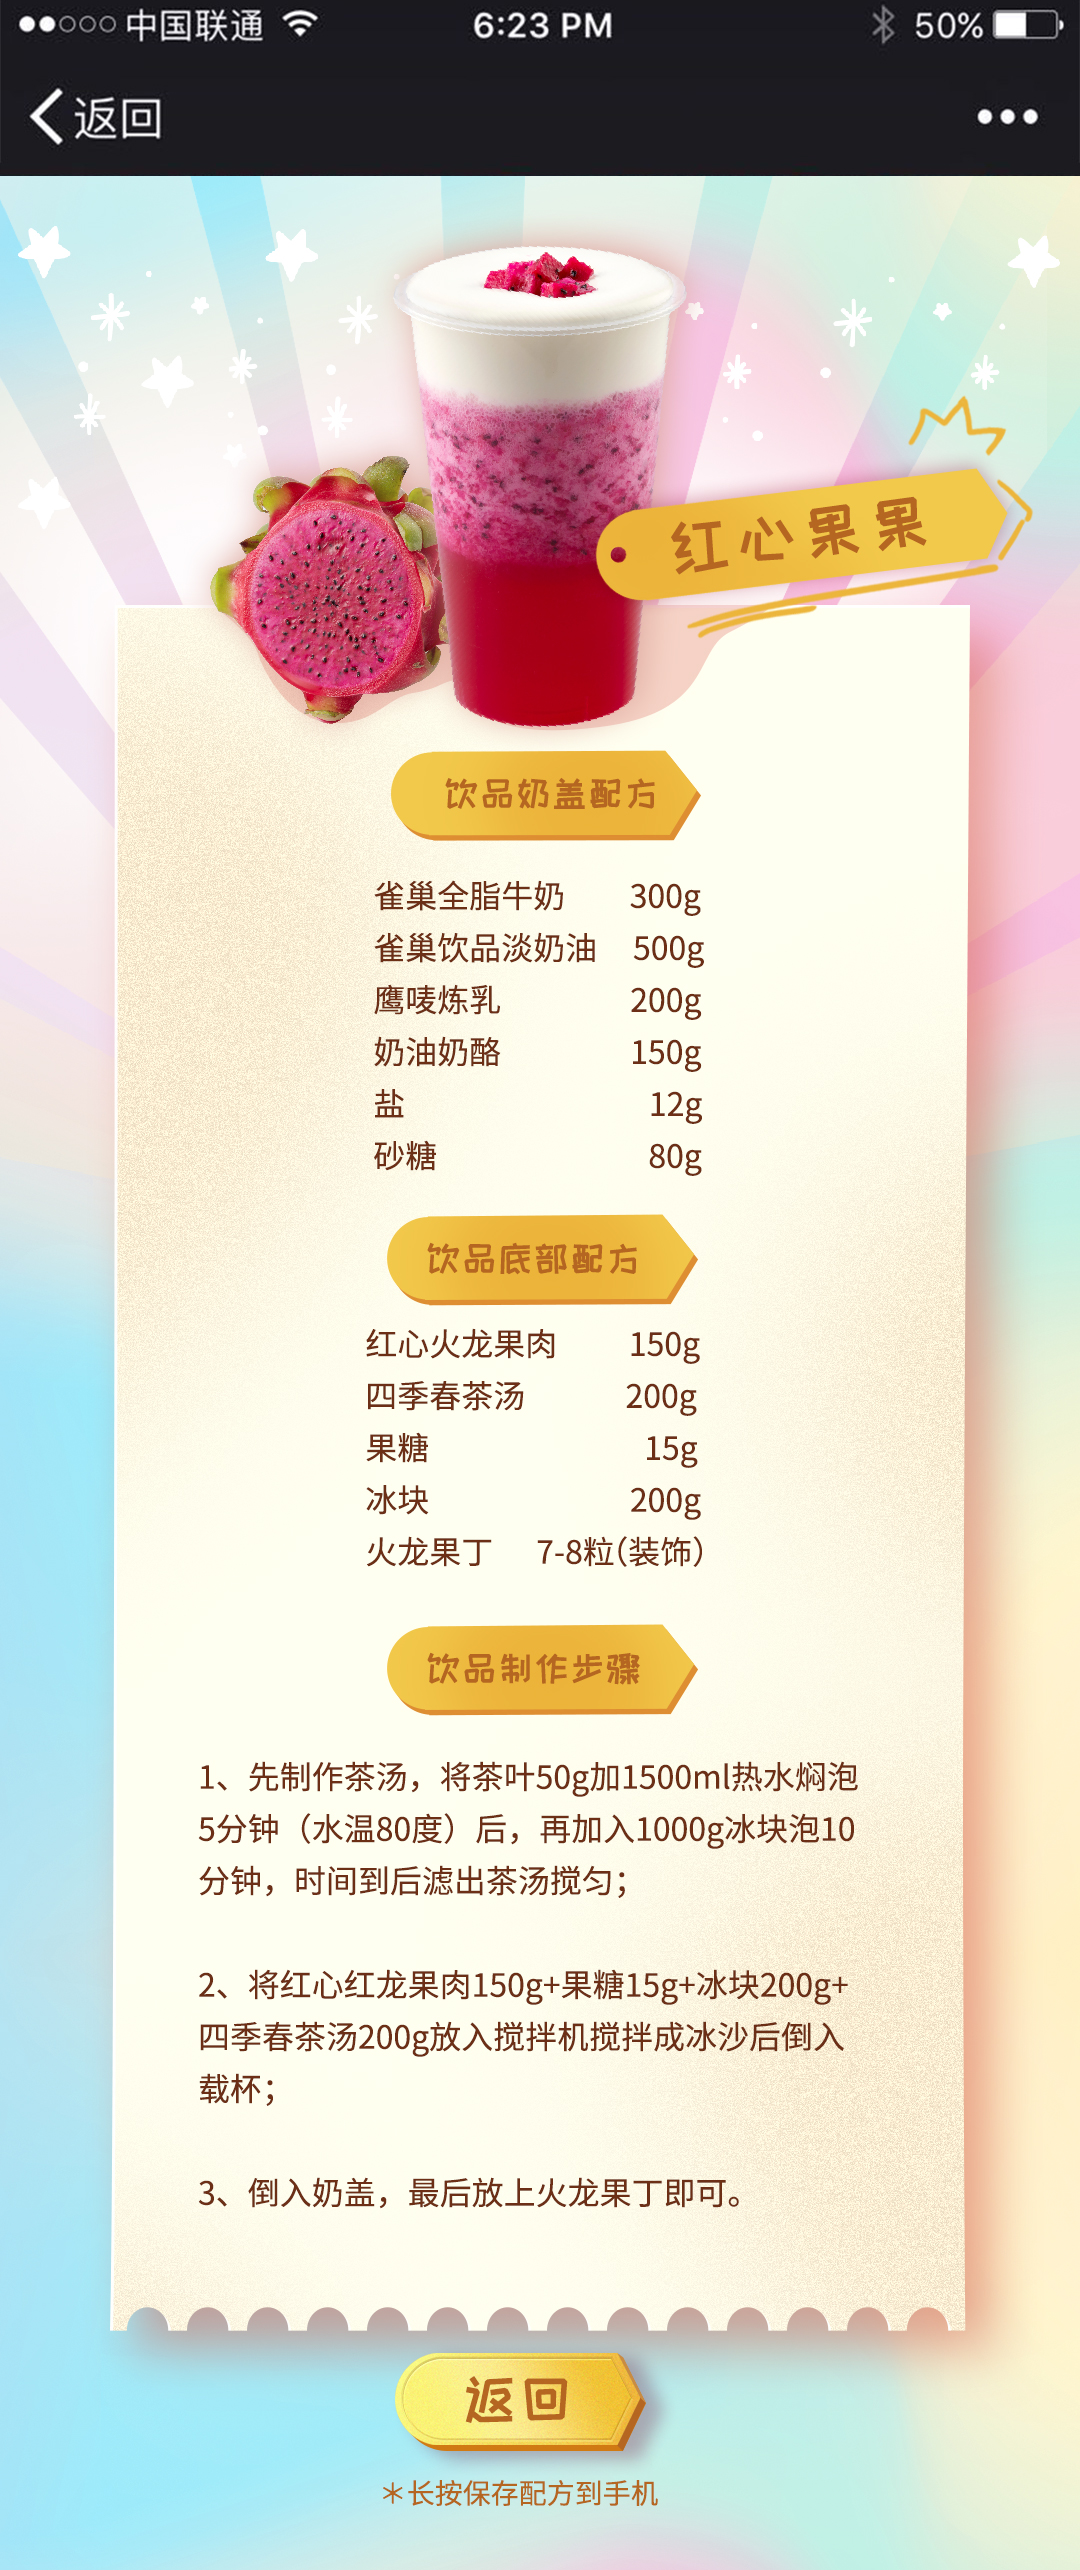 中国联通 6:23 PM 50%
返回
红心果果
饮品奶盖配方
雀巢全脂牛奶 300g
雀巢饮品淡奶油 500g
鹰唛炼乳 200g
奶油奶酪 150g
盐 12g
砂糖 80g
饮品底部配方
红心火龙果肉 150g
四季春茶汤 200g
果糖 15g
冰块 200g
火龙果丁 7-8粒(装饰)
饮品制作步骤
1、先制作茶汤，将茶叶50g加1500ml热水焖泡
5分钟（水温80度）后，再加入1000g冰块泡10
分钟，时间到后滤出茶汤搅匀；
2、将红心红龙果肉150g+果糖15g+冰块200g+
四季春茶汤200g放入搅拌机搅拌成冰沙后倒入
载杯；
3、倒入奶盖，最后放上火龙果丁即可。
返回
＊长按保存配方到手机